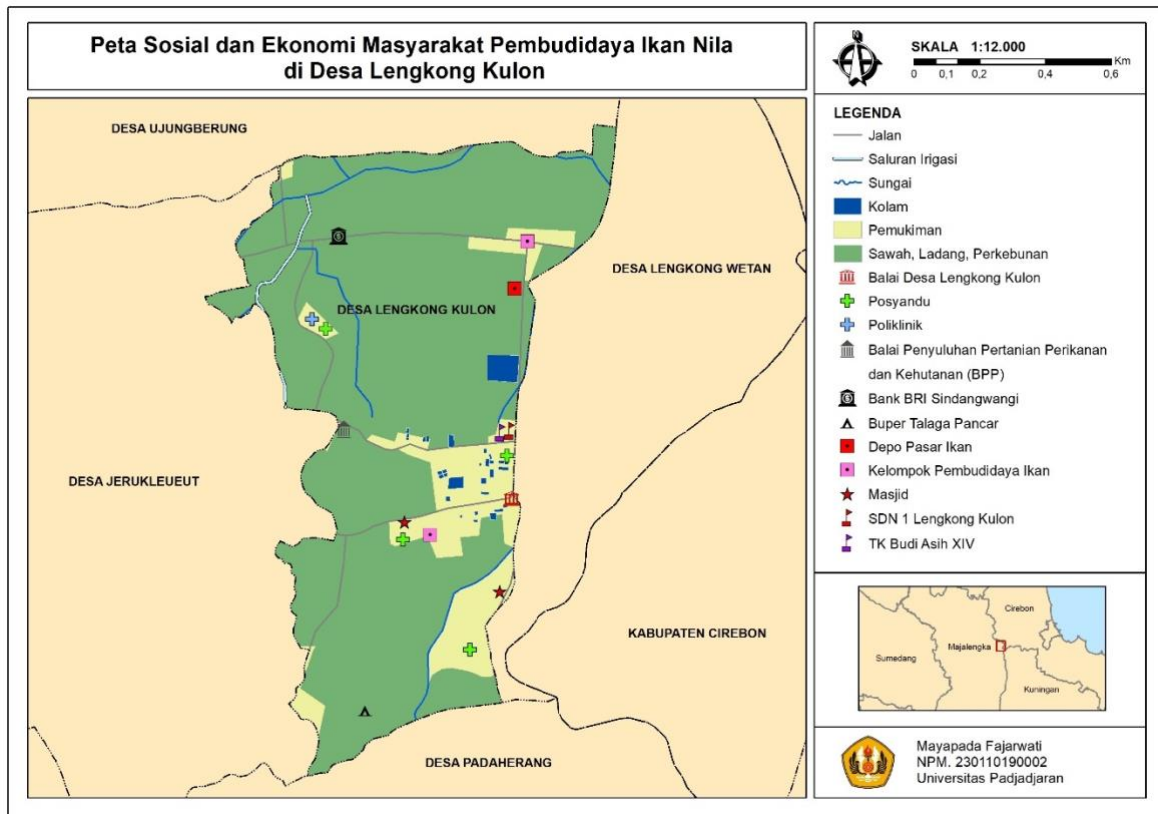 Peta Sosial dan Ekonomi Masyarakat Pembudidaya Ikan Nila
di Desa Lengkong Kulon
DESA UJUNGBERUNG
DESA LENGKONG WETAN
DESA LENGKONG KULON
DESA JERUKLEUEUT
KABUPATEN CIREBON
DESA PADAHERANG
SKALA 1:12.000
Km
0 0,1 0,2 0,4 0,6
LEGENDA
Jalan
Saluran Irigasi
Sungai
Kolam
Pemukiman
Sawah, Ladang, Perkebunan
Balai Desa Lengkong Kulon
Posyandu
Poliklinik
Balai Penyuluhan Pertanian Perikanan
dan Kehutanan (BPP)
Bank BRI Sindangwangi
Buper Talaga Pancar
Depo Pasar Ikan
Kelompok Pembudidaya Ikan
Masjid
SDN 1 Lengkong Kulon
TK Budi Asih XIV
Cirebon
Majalengka
Sumedang
Kuningan
Mayapada Fajarwati
NPM. 230110190002
Universitas Padjadjaran